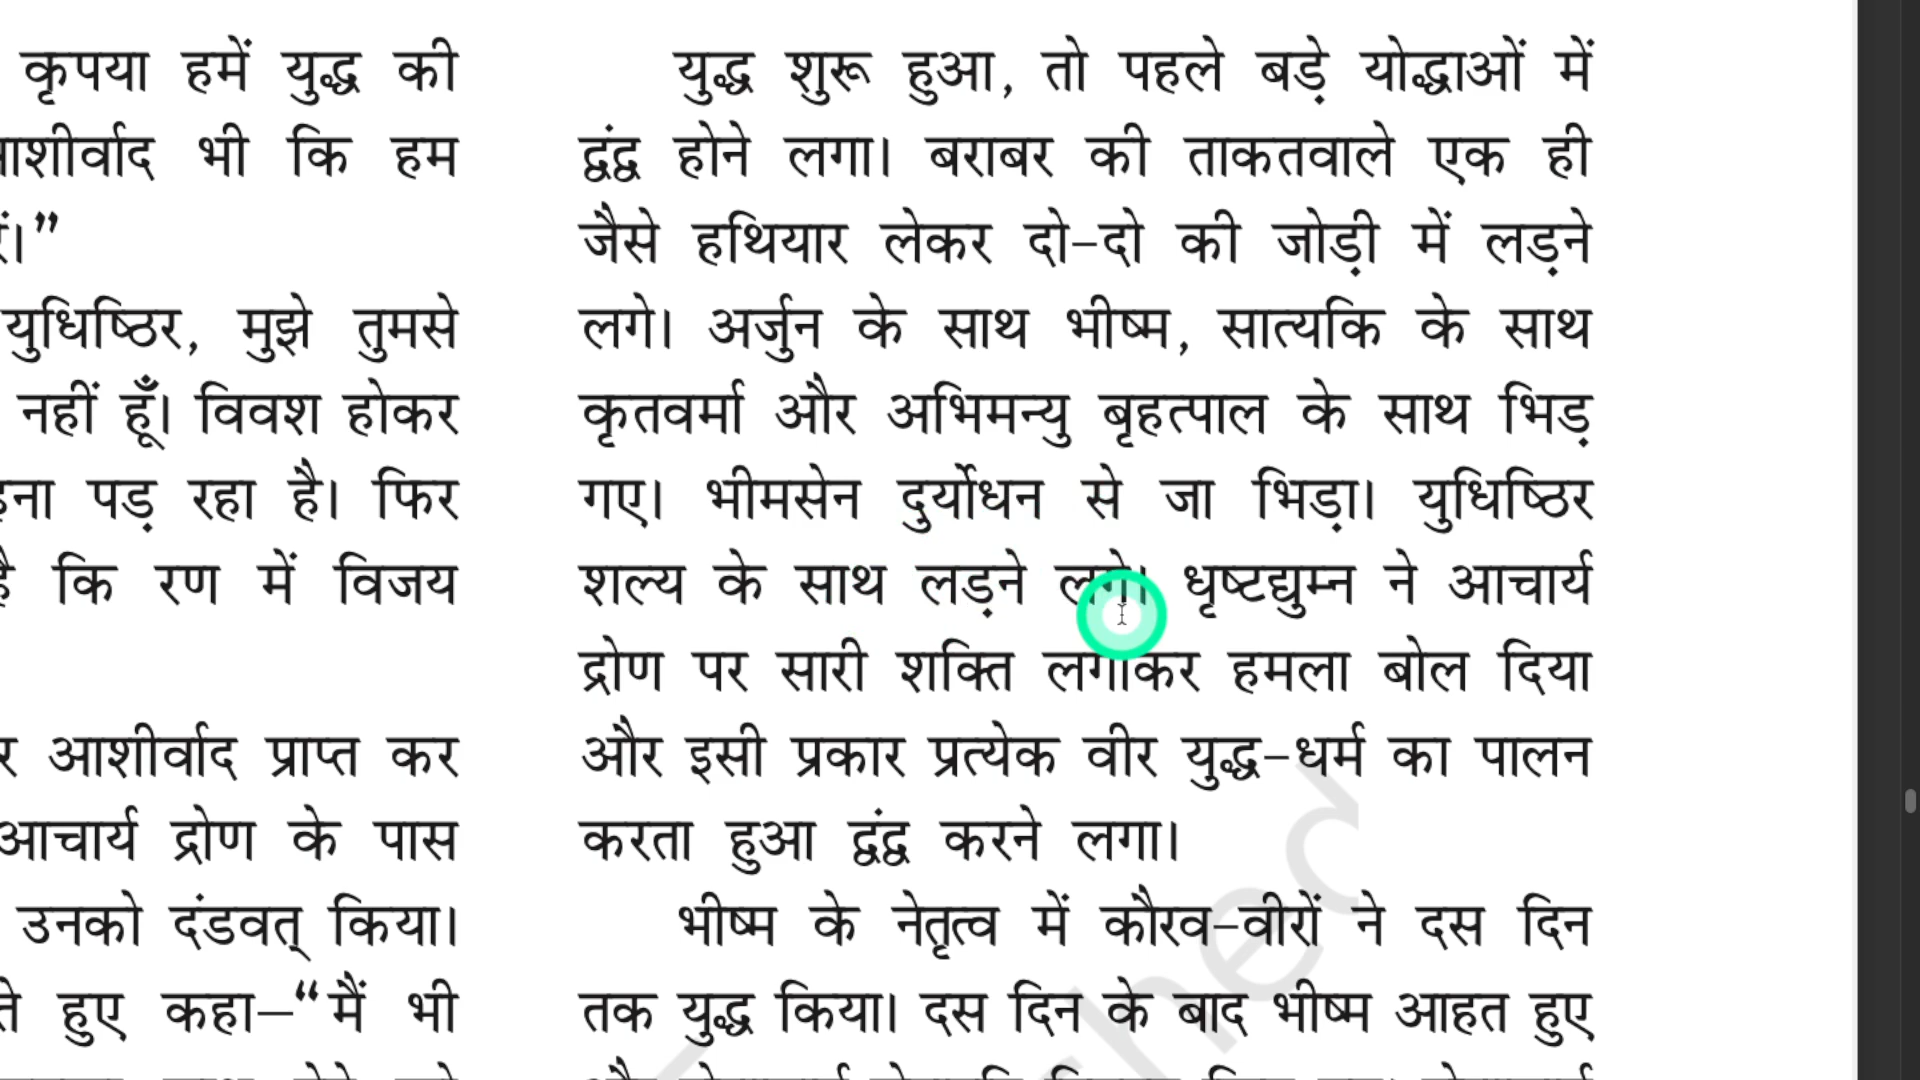 कृपया हमें युद्ध की
आशीर्वाद भी कि हम
युधिष्ठिर, मुझे तुमसे
नहीं हूँ। विवश होकर
पड़ रहा है। फिर
कि रण में विजय
आशीर्वाद प्राप्त कर
आचार्य द्रोण के पास
उनको दंडवत् किया।
हुए कहा–“मैं भी
युद्ध शुरू हुआ, तो पहले बड़े योद्धाओं में
द्वंद्व होने लगा। बराबर की ताकतवाले एक ही
जैसे हथियार लेकर दो-दो की जोड़ी में लड़ने
लगे। अर्जुन के साथ भीष्म, सात्यकि के साथ
कृतवर्मा और अभिमन्यु बृहत्पाल के साथ भिड़
गए। भीमसेन दुर्योधन से जा भिड़ा। युधिष्ठिर
शल्य के साथ लड़ने लगे। धृष्टद्युम्न ने आचार्य
द्रोण पर सारी शक्ति लगाकर हमला बोल दिया
और इसी प्रकार प्रत्येक वीर युद्ध-धर्म का पालन
करता हुआ द्वंद्व करने लगा।
भीष्म के नेतृत्व में कौरव-वीरों ने दस दिन
तक युद्ध किया। दस दिन के बाद भीष्म आहत हुए